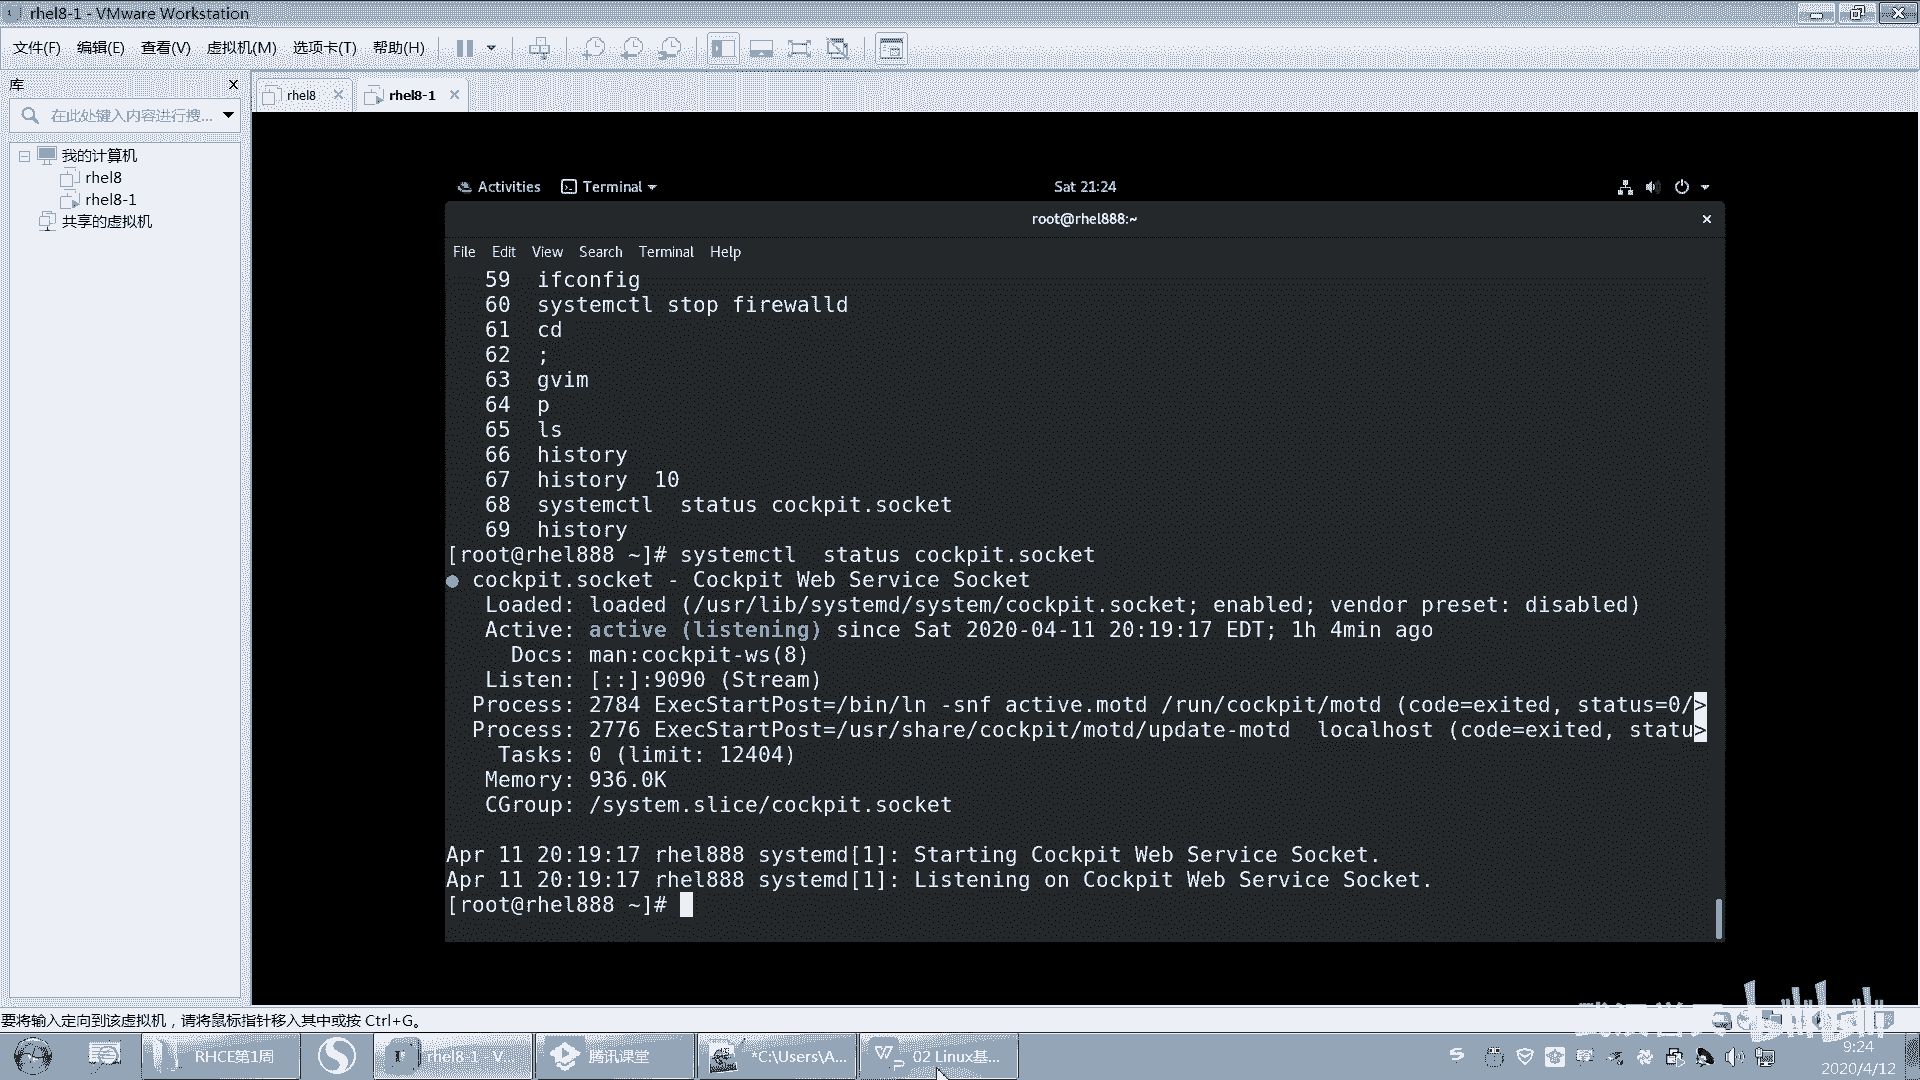 rhel8-1 - VMware Workstation
文件(F) 编辑(E) 查看(V) 虚拟机(M) 选项卡(T) 帮助(H)
库
在此处键入内容进行搜...
我的计算机
rhel8
rhel8-1
共享的虚拟机
rhel8 rhel8-1
Activities Terminal Sat 21:24
root@rhel888:~
File Edit View Search Terminal Help
59 ifconfig
60 systemctl stop firewalld
61 cd
62 ;
63 gvim
64 p
65 ls
66 history
67 history  10
68 systemctl  status cockpit.socket
69 history
[root@rhel888 ~]# systemctl  status cockpit.socket
● cockpit.socket - Cockpit Web Service Socket
Loaded: loaded (/usr/lib/systemd/system/cockpit.socket; enabled; vendor preset: disabled)
Active: active (listening) since Sat 2020-04-11 20:19:17 EDT; 1h 4min ago
Docs: man:cockpit-ws(8)
Listen: [::]:9090 (Stream)
Process: 2784 ExecStartPost=/bin/ln -snf active.motd /run/cockpit/motd (code=exited, status=0/>
Process: 2776 ExecStartPost=/usr/share/cockpit/motd/update-motd  localhost (code=exited, statu>
Tasks: 0 (limit: 12404)
Memory: 936.0K
CGroup: /system.slice/cockpit.socket
Apr 11 20:19:17 rhel888 systemd[1]: Starting Cockpit Web Service Socket.
Apr 11 20:19:17 rhel888 systemd[1]: Listening on Cockpit Web Service Socket.
[root@rhel888 ~]#
要将输入定向到该虚拟机，请将鼠标指针移入其中或按 Ctrl+G。
RHCE第1周 rhel8-1 - V... 腾讯课堂 *C:\Users\A... 02 Linux基...
9:24
2020/4/12
bilibili